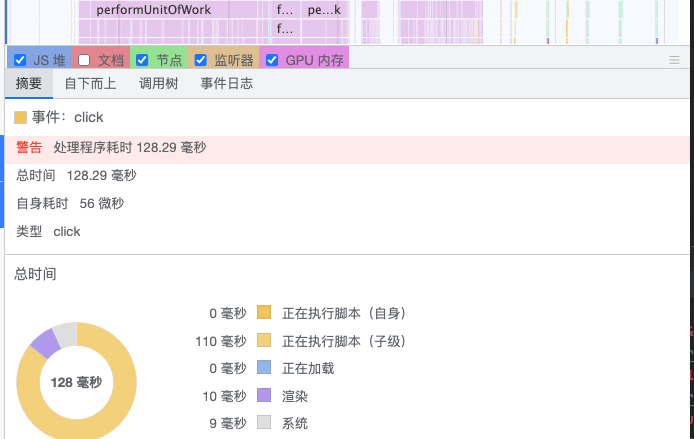 performUnitOfWork f… pe…k
f…
JS 堆 文档 节点 监听器 GPU 内存
摘要 自下而上 调用树 事件日志
事件：click
警告 处理程序耗时 128.29 毫秒
总时间 128.29 毫秒
自身耗时 56 微秒
类型 click
总时间
0 毫秒 正在执行脚本（自身）
110 毫秒 正在执行脚本（子级）
0 毫秒 正在加载
128 毫秒
10 毫秒 渲染
9 毫秒 系统